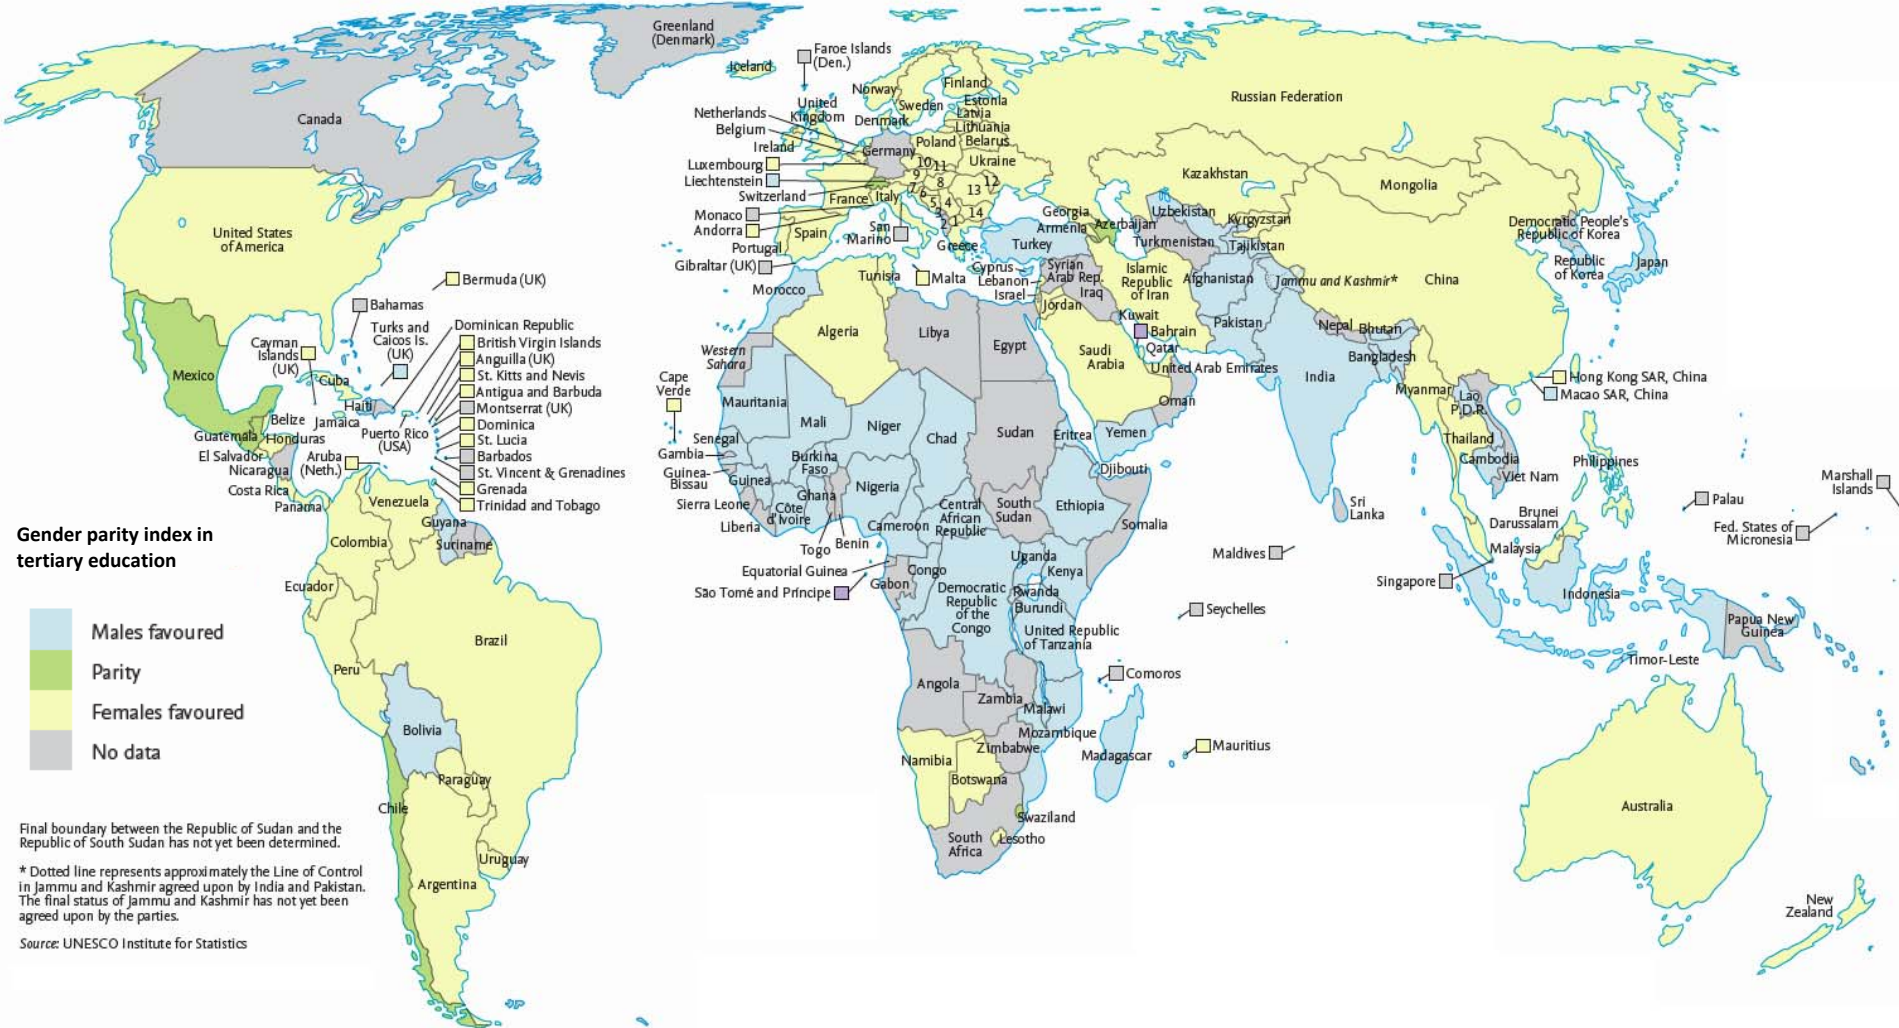 Greenland
(Denmark)
Faroe Islands
(Den.)
Iceland
Canada
Norway
Finland
Sweden
Estonia
Latvia
Lithuania
Belarus
Russian Federation
Netherlands
Belgium
United
Kingdom
Denmark
Ireland
Luxembourg
Liechtenstein
Switzerland
Germany
Poland
Ukraine
10
11
9
7
6
8
5
4
3
2
1
12
13
14
France
Italy
Monaco
Andorra
Portugal
Spain
San
Marino
Gibraltar (UK)
Greece
Malta
Tunisia
Georgia
Armenia
Azerbaijan
Turkey
Cyprus
Lebanon
Israel
Syrian
Arab Rep.
Iraq
Jordan
Islamic
Republic
of Iran
Kuwait
Bahrain
Qatar
Saudi
Arabia
United Arab Emirates
Oman
Yemen
Kazakhstan
Mongolia
Uzbekistan
Kyrgyzstan
Turkmenistan
Tajikistan
Afghanistan
Jammu and Kashmir*
Pakistan
China
Democratic People's
Republic of Korea
Republic
of Korea
Japan
Nepal
Bhutan
Bangladesh
India
Myanmar
Lao
P.D.R.
Thailand
Cambodia
Viet Nam
Hong Kong SAR, China
Macao SAR, China
Philippines
Sri
Lanka
Maldives
Brunei
Darussalam
Malaysia
Singapore
Indonesia
Timor-Leste
Papua New
Guinea
Palau
Marshall
Islands
Fed. States of
Micronesia
Australia
New
Zealand
United States
of America
Bermuda (UK)
Bahamas
Turks and
Caicos Is.
(UK)
Cayman
Islands
(UK)
Mexico
Cuba
Haiti
Jamaica
Belize
Guatemala
Honduras
El Salvador
Nicaragua
Costa Rica
Panama
Aruba
(Neth.)
Puerto Rico
(USA)
Dominican Republic
British Virgin Islands
Anguilla (UK)
St. Kitts and Nevis
Antigua and Barbuda
Montserrat (UK)
Dominica
St. Lucia
Barbados
St. Vincent & Grenadines
Grenada
Trinidad and Tobago
Venezuela
Guyana
Suriname
Colombia
Ecuador
Peru
Brazil
Bolivia
Paraguay
Chile
Uruguay
Argentina
Morocco
Algeria
Libya
Egypt
Western
Sahara
Cape
Verde
Mauritania
Mali
Niger
Chad
Sudan
Eritrea
Djibouti
Senegal
Gambia
Guinea-
Bissau
Guinea
Sierra Leone
Liberia
Burkina
Faso
Côte
d'Ivoire
Ghana
Togo
Benin
Nigeria
Cameroon
Central
African
Republic
South
Sudan
Ethiopia
Somalia
Equatorial Guinea
São Tomé and Príncipe
Gabon
Congo
Democratic
Republic
of the
Congo
Uganda
Kenya
Rwanda
Burundi
United Republic
of Tanzania
Seychelles
Comoros
Angola
Zambia
Malawi
Mozambique
Zimbabwe
Madagascar
Mauritius
Namibia
Botswana
Swaziland
Lesotho
South
Africa
Gender parity index in
tertiary education
Males favoured
Parity
Females favoured
No data
Final boundary between the Republic of Sudan and the
Republic of South Sudan has not yet been determined.
* Dotted line represents approximately the Line of Control
in Jammu and Kashmir agreed upon by India and Pakistan.
The final status of Jammu and Kashmir has not yet been
agreed upon by the parties.
Source: UNESCO Institute for Statistics